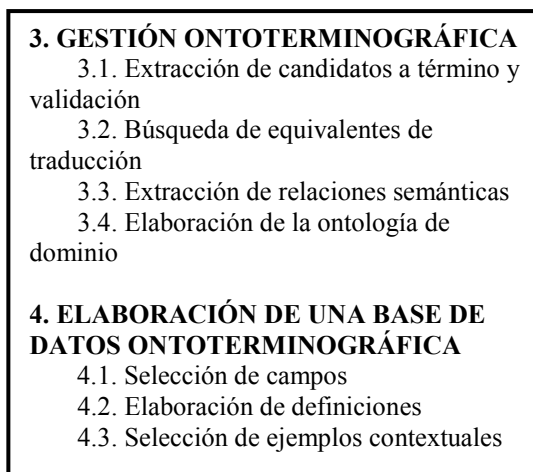 3. GESTIÓN ONTOTERMINOGRÁFICA
3.1. Extracción de candidatos a término y
validación
3.2. Búsqueda de equivalentes de
traducción
3.3. Extracción de relaciones semánticas
3.4. Elaboración de la ontología de
dominio
4. ELABORACIÓN DE UNA BASE DE
DATOS ONTOTERMINOGRÁFICA
4.1. Selección de campos
4.2. Elaboración de definiciones
4.3. Selección de ejemplos contextuales